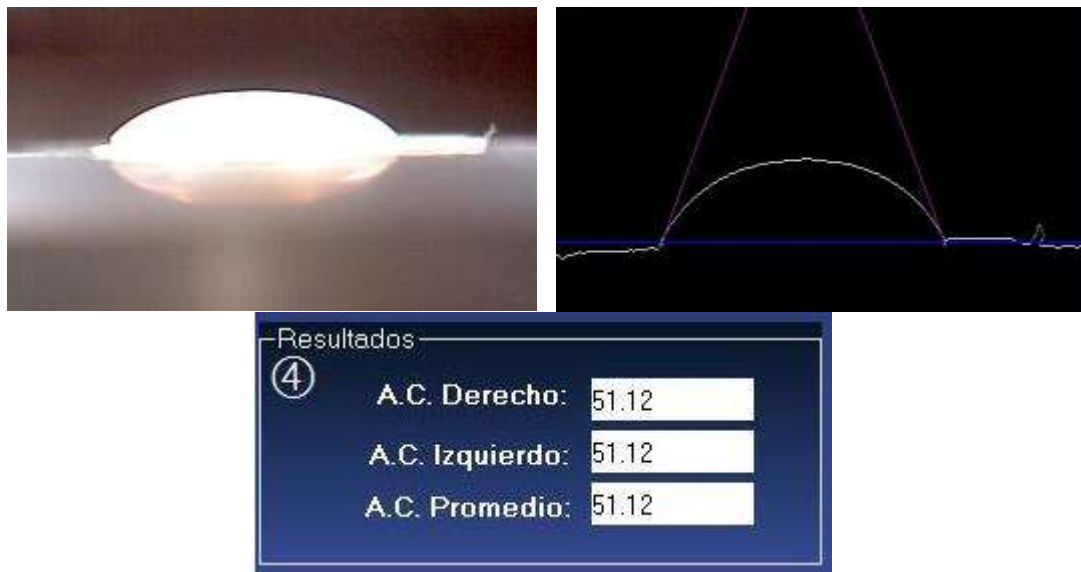 Resultados
④
A.C. Derecho: 51.12
A.C. Izquierdo: 51.12
A.C. Promedio: 51.12